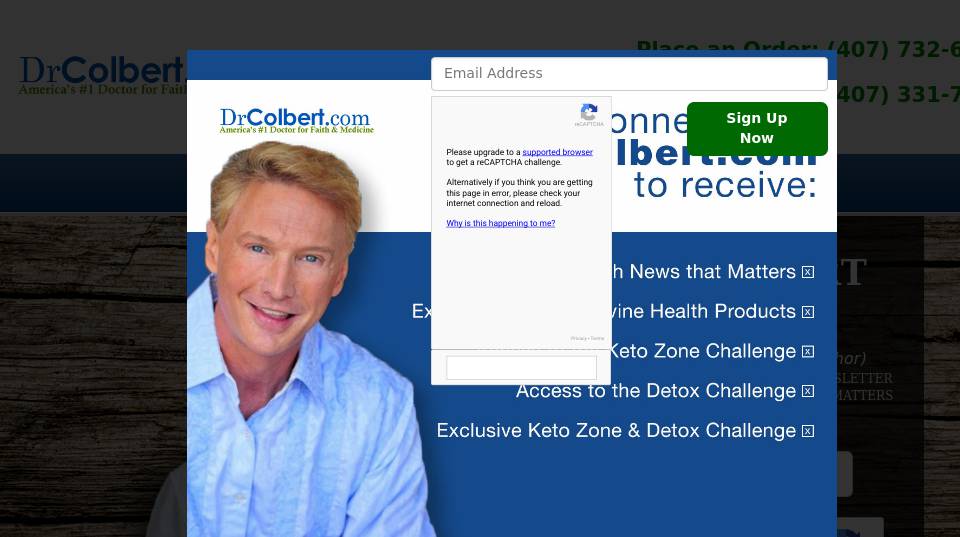 Place an Order: (407) 732-6
DrColbert.
America's #1 Doctor for Faith
407) 331-7
Email Address
Sign Up
Now
DrColbert.com
America's #1 Doctor for Faith & Medicine
reCAPTCHA
Please upgrade to a supported browser
to get a reCAPTCHA challenge.
Alternatively if you think you are getting
this page in error, please check your
internet connection and reload.
Why is this happening to me?
Privacy - Terms
onne
lbert.com
to receive:
h News that Matters
Ex
vine Health Products
Keto Zone Challenge
Access to the Detox Challenge
Exclusive Keto Zone & Detox Challenge
RT
hor)
SLETTER
MATTERS